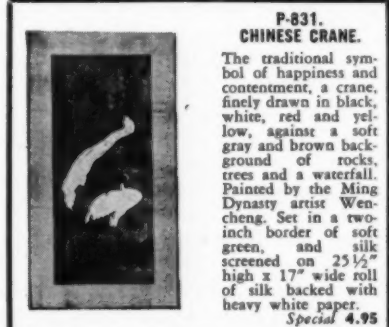 P-831.
CHINESE CRANE.
The traditional sym-
bol of happiness and
contentment, a crane,
finely drawn in black,
white, red and yel-
low, against a soft
gray and brown back-
ground of rocks,
trees and a waterfall.
Painted by the Ming
Dynasty artist Wen-
cheng. Set in a two-
inch border of soft
green, and silk
screened on 25½"
high x 17" wide roll
of silk backed with
heavy white paper.
Special 4.95